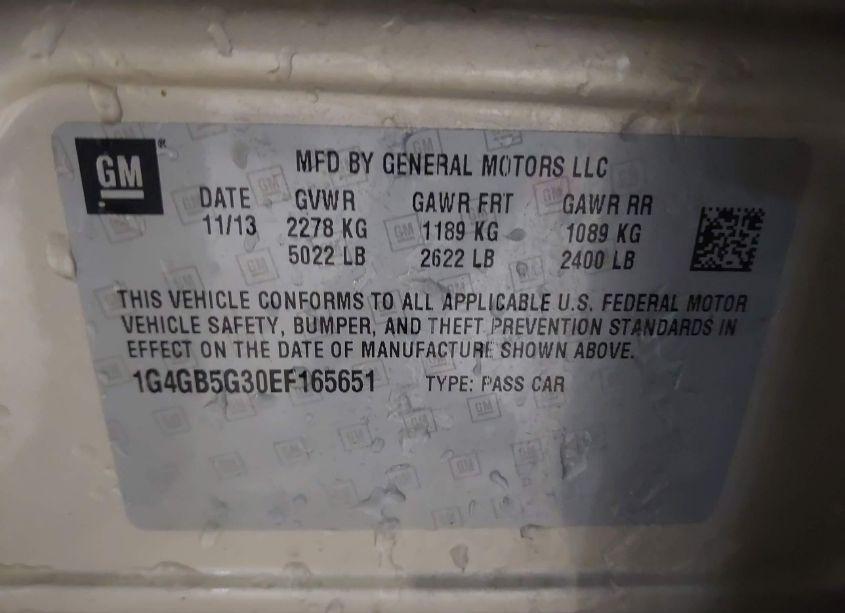 GM ®
MFD BY GENERAL MOTORS LLC
DATE GVWR GAWR FRT GAWR RR
11/13 2278 KG 1189 KG 1089 KG
5022 LB 2622 LB 2400 LB
THIS VEHICLE CONFORMS TO ALL APPLICABLE U.S. FEDERAL MOTOR
VEHICLE SAFETY, BUMPER, AND THEFT PREVENTION STANDARDS IN
EFFECT ON THE DATE OF MANUFACTURE SHOWN ABOVE.
1G4GB5G30EF165651 TYPE: PASS CAR